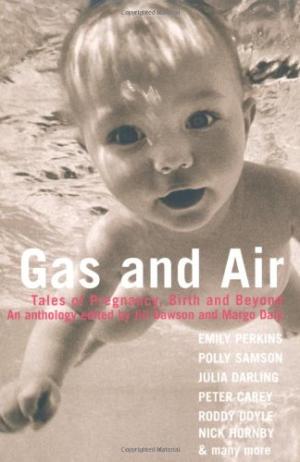 Gas and Air
Tales of Pregnancy, Birth and Beyond
An anthology edited by Jill Dawson and Margo Daly
EMILY PERKINS
POLLY SAMSON
JULIA DARLING
PETER CAREY
RODDY DOYLE
NICK HORNBY
& many more